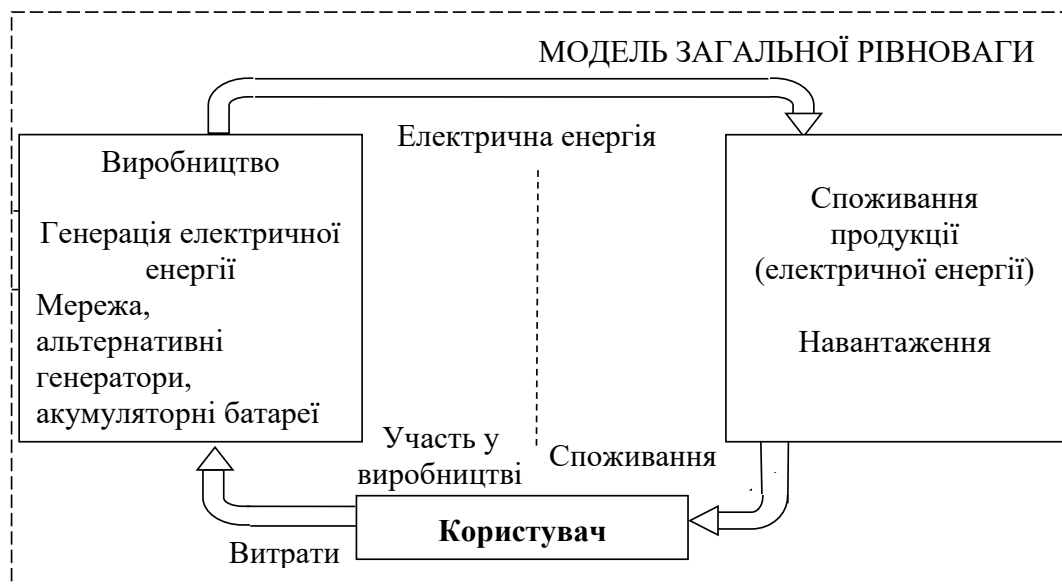 МОДЕЛЬ ЗАГАЛЬНОЇ РІВНОВАГИ
Електрична енергія
Виробництво
Генерація електричної
енергії
Мережа,
альтернативні
генератори,
акумуляторні батареї
Споживання
продукції
(електричної енергії)
Навантаження
Участь у
виробництві
Споживання
Користувач
Витрати